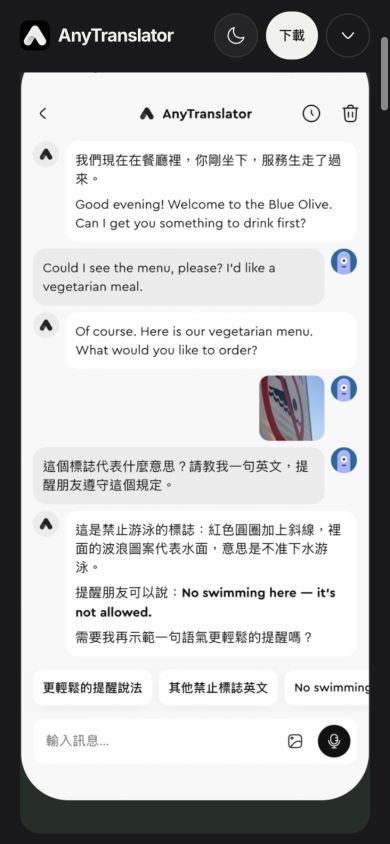 AnyTranslator
下載
AnyTranslator
我們現在在餐廳裡，你剛坐下，服務生走了過
來。
Good evening! Welcome to the Blue Olive.
Can I get you something to drink first?
Could I see the menu, please? I'd like a
vegetarian meal.
Of course. Here is our vegetarian menu.
What would you like to order?
這個標誌代表什麼意思？請教我一句英文，提
醒朋友遵守這個規定。
這是禁止游泳的標誌：紅色圓圈加上斜線，裡
面的波浪圖案代表水面，意思是不准下水游
泳。
提醒朋友可以說：No swimming here — it's
not allowed.
需要我再示範一句語氣更輕鬆的提醒嗎？
更輕鬆的提醒說法
其他禁止標誌英文
No swimming
輸入訊息...